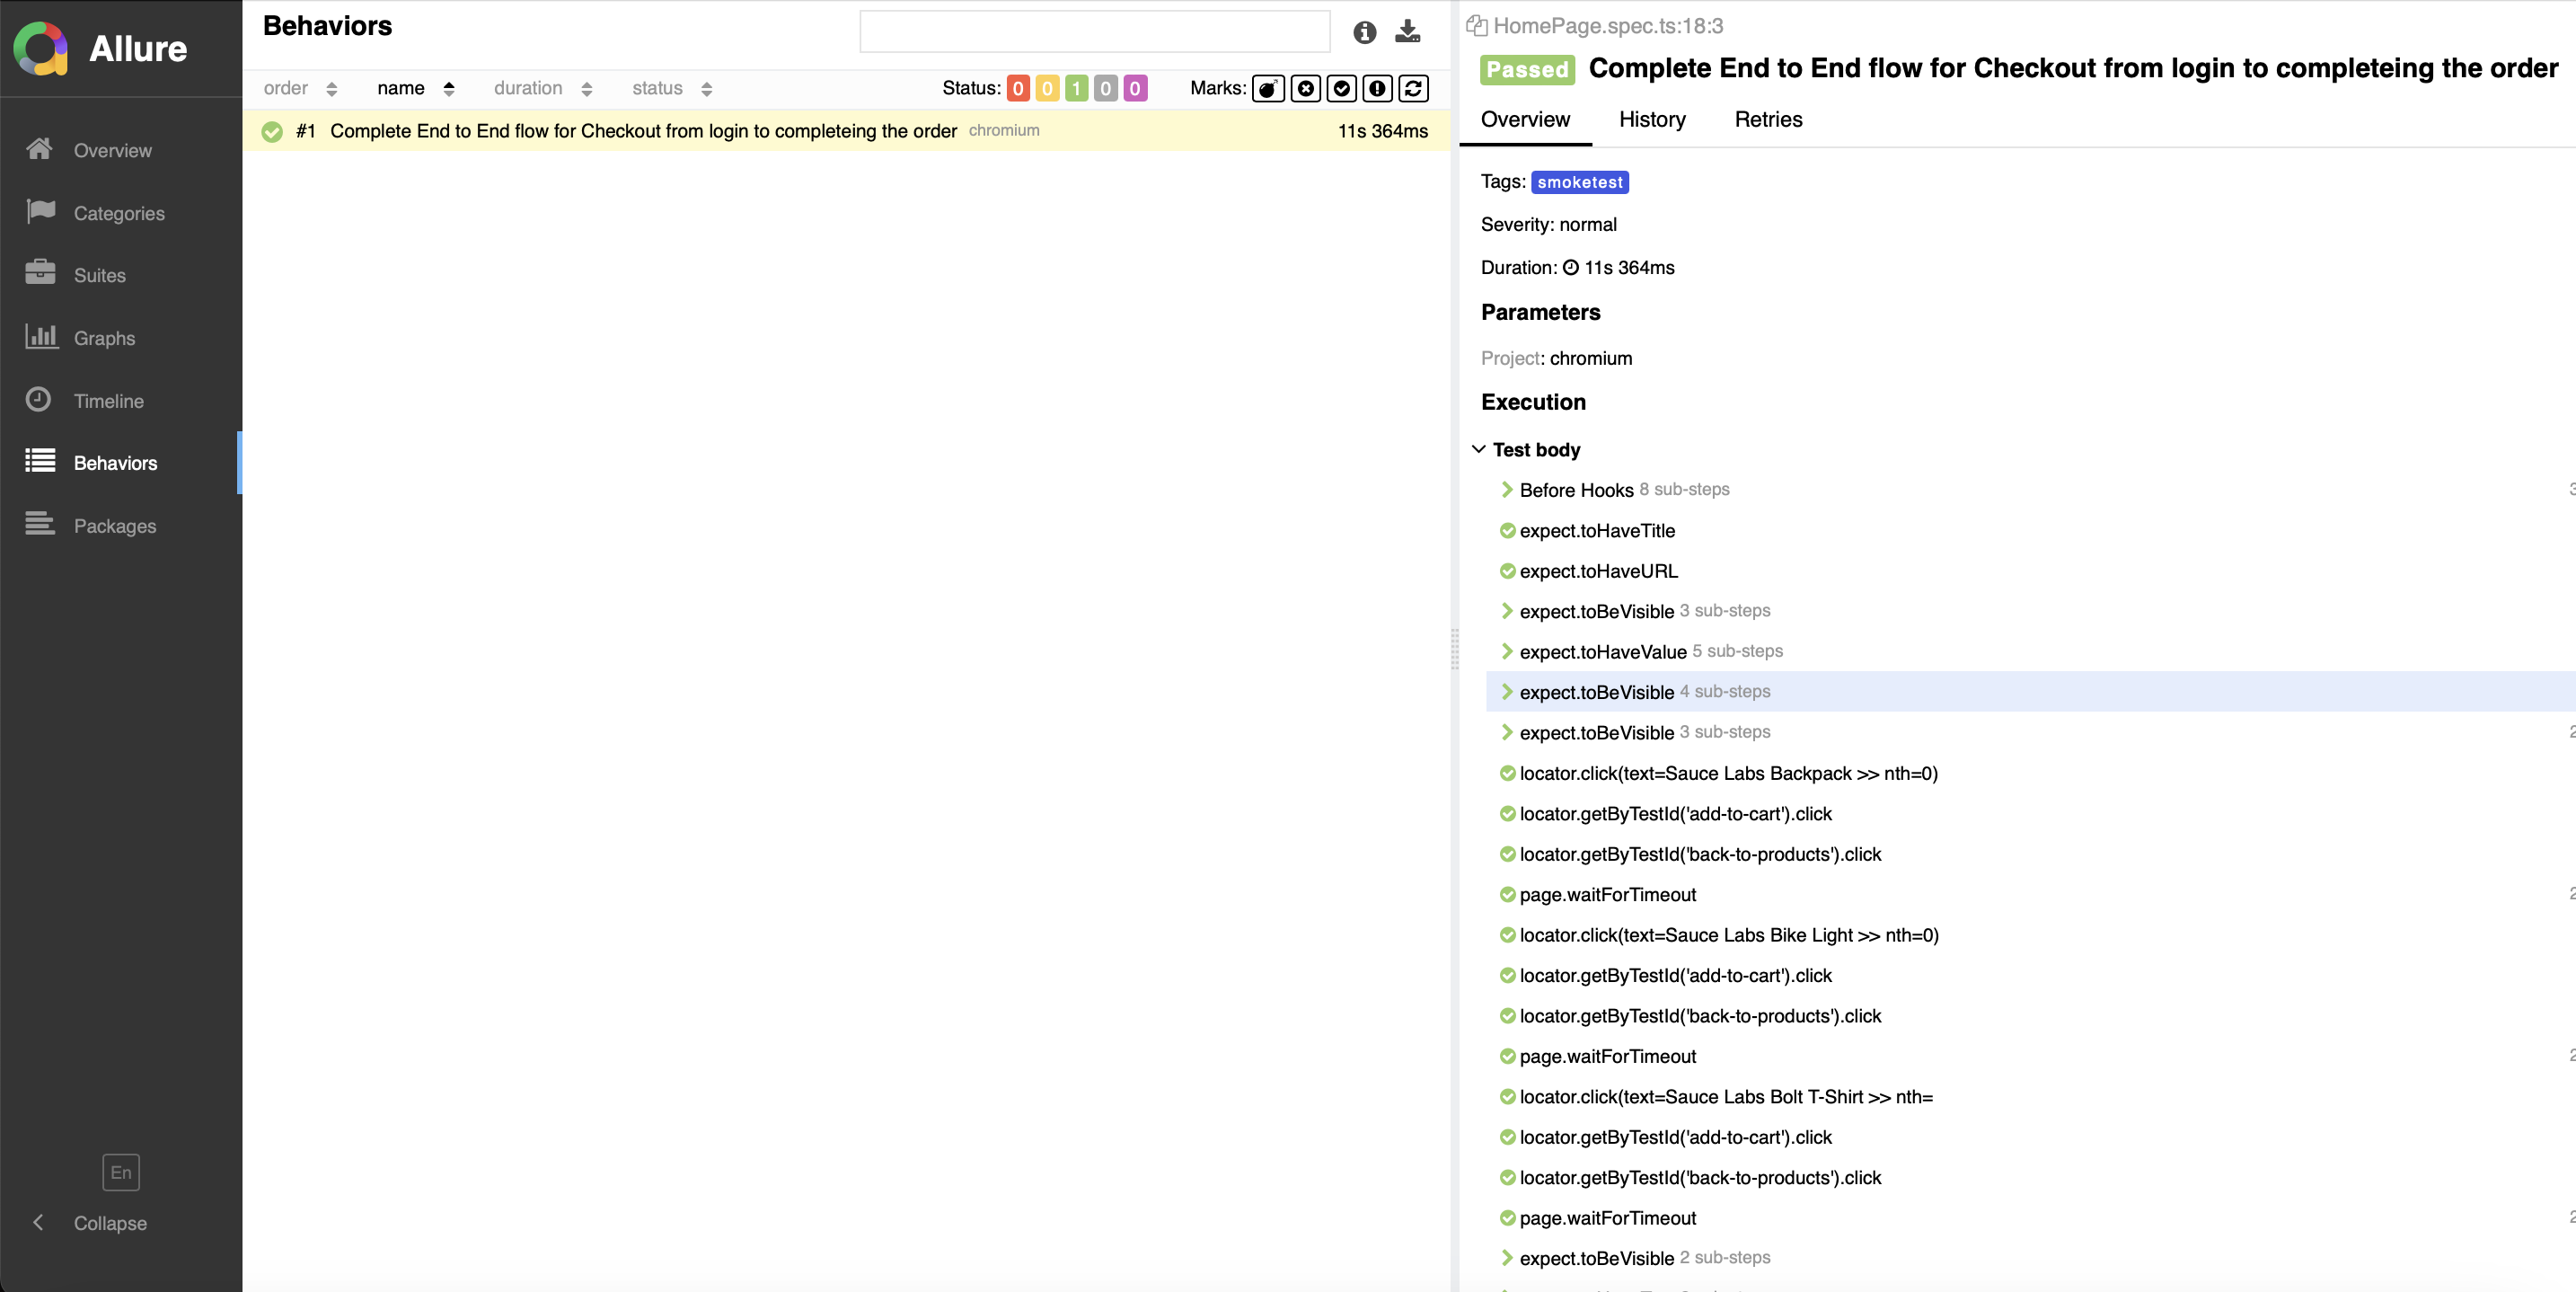 Allure
Overview
Categories
Suites
Graphs
Timeline
Behaviors
Packages
En
Collapse
Behaviors
order name duration status Status: 0 0 1 0 0 Marks:
#1 Complete End to End flow for Checkout from login to completeing the order chromium 11s 364ms
HomePage.spec.ts:18:3
Passed Complete End to End flow for Checkout from login to completeing the order
Overview History Retries
Tags: smoketest
Severity: normal
Duration: 11s 364ms
Parameters
Project: chromium
Execution
Test body
Before Hooks 8 sub-steps
expect.toHaveTitle
expect.toHaveURL
expect.toBeVisible 3 sub-steps
expect.toHaveValue 5 sub-steps
expect.toBeVisible 4 sub-steps
expect.toBeVisible 3 sub-steps
locator.click(text=Sauce Labs Backpack >> nth=0)
locator.getByTestId('add-to-cart').click
locator.getByTestId('back-to-products').click
page.waitForTimeout
locator.click(text=Sauce Labs Bike Light >> nth=0)
locator.getByTestId('add-to-cart').click
locator.getByTestId('back-to-products').click
page.waitForTimeout
locator.click(text=Sauce Labs Bolt T-Shirt >> nth=
locator.getByTestId('add-to-cart').click
locator.getByTestId('back-to-products').click
page.waitForTimeout
expect.toBeVisible 2 sub-steps